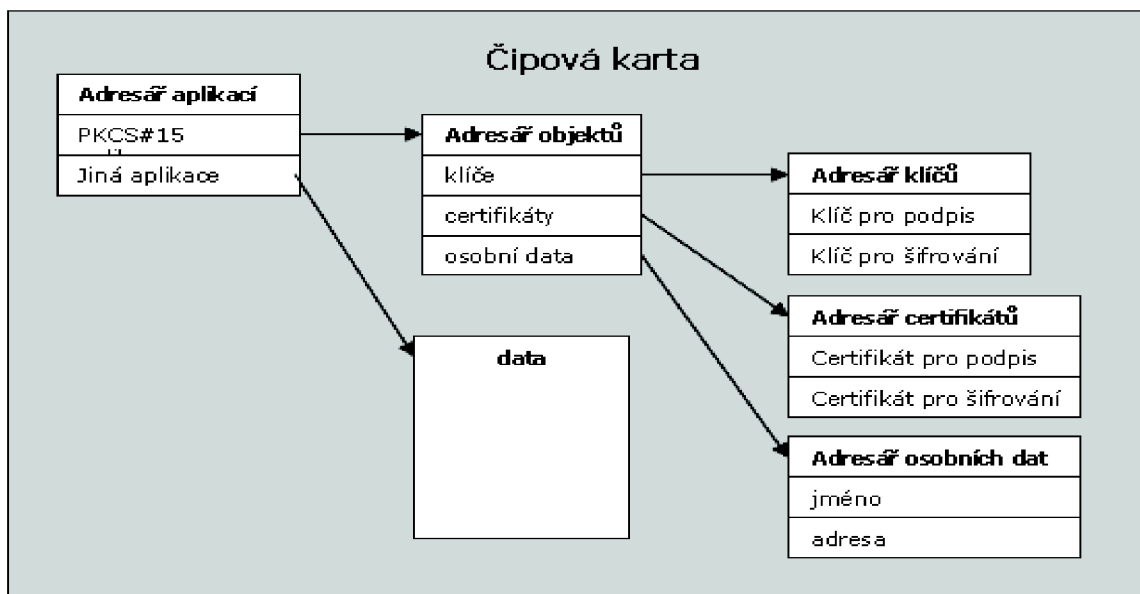 Čipová karta
Adresář aplikací
PKCS#15
Jiná aplikace
Adresář objektů
klíče
certifikáty
osobní data
Adresář klíčů
Klíč pro podpis
Klíč pro šifrování
Adresář certifikátů
Certifikát pro podpis
Certifikát pro šifrování
data
Adresář osobních dat
jméno
adresa